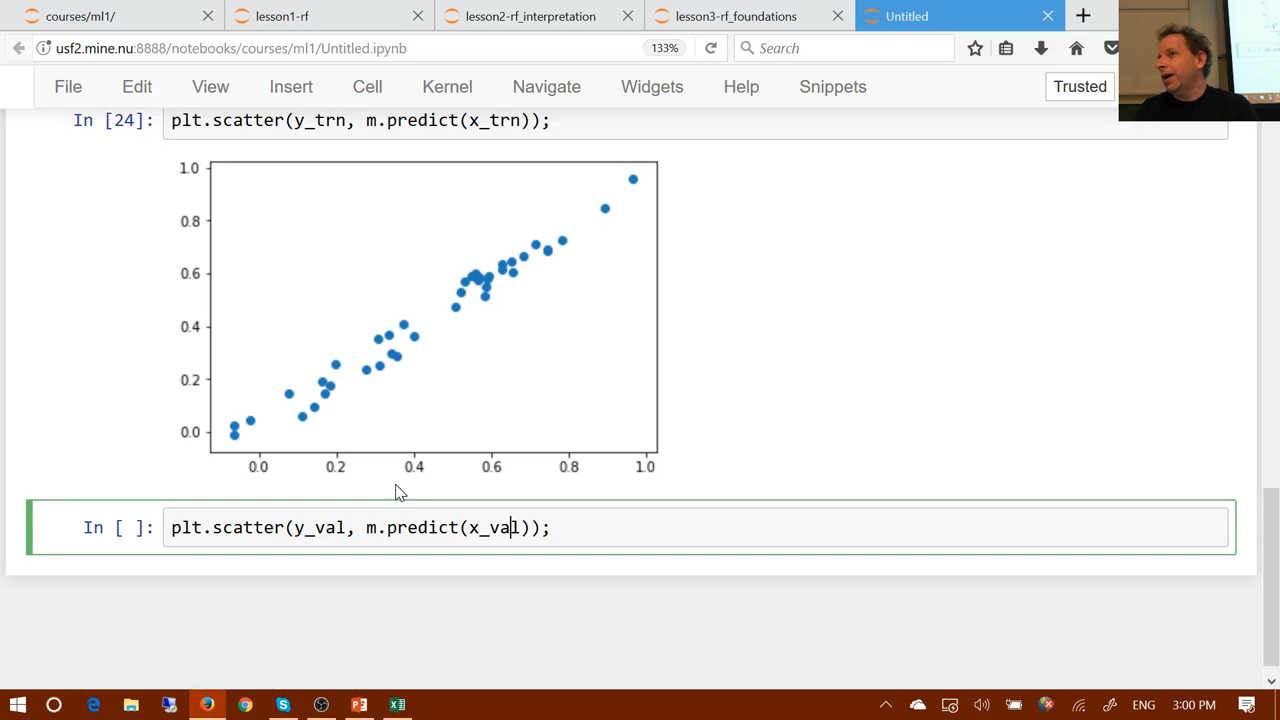 courses/ml1/ lesson1-rf lesson2-rf_interpretation lesson3-rf_foundations Untitled
usf2.mine.nu:8888/notebooks/courses/ml1/Untitled.ipynb 133% Search
File Edit View Insert Cell Kernel Navigate Widgets Help Snippets Trusted
In [24]: plt.scatter(y_trn, m.predict(x_trn));
1.0
0.8
0.6
0.4
0.2
0.0
0.0 0.2 0.4 0.6 0.8 1.0
In [ ]: plt.scatter(y_val, m.predict(x_val));
ENG 3:00 PM